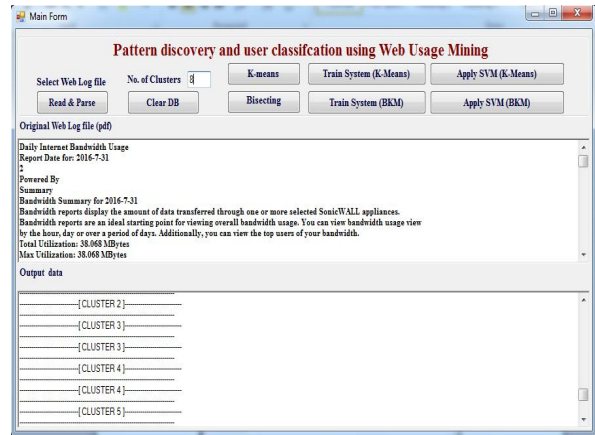 Main Form
Pattern discovery and user classifcation using Web Usage Mining
Select Web Log file
No. of Clusters 8
K-means
Train System (K-Means)
Apply SVM (K-Means)
Read & Parse
Clear DB
Bisecting
Train System (BKM)
Apply SVM (BKM)
Original Web Log file (pdf)
Daily Internet Bandwidth Usage
Report Date for: 2016-7-31
2
Powered By
Summary
Bandwidth Summary for 2016-7-31
Bandwidth reports display the amount of data transferred through one or more selected SonicWALL appliances.
Bandwidth reports are an ideal starting point for viewing overall bandwidth usage. You can view bandwidth usage view
by the hour, day or over a period of days. Additionally, you can view the top users of your bandwidth.
Total Utilization: 38.068 MBytes
Max Utilization: 38.068 MBytes
Output data
[ CLUSTER 2 ]
[ CLUSTER 3 ]
[ CLUSTER 3 ]
[ CLUSTER 4 ]
[ CLUSTER 4 ]
[ CLUSTER 5 ]